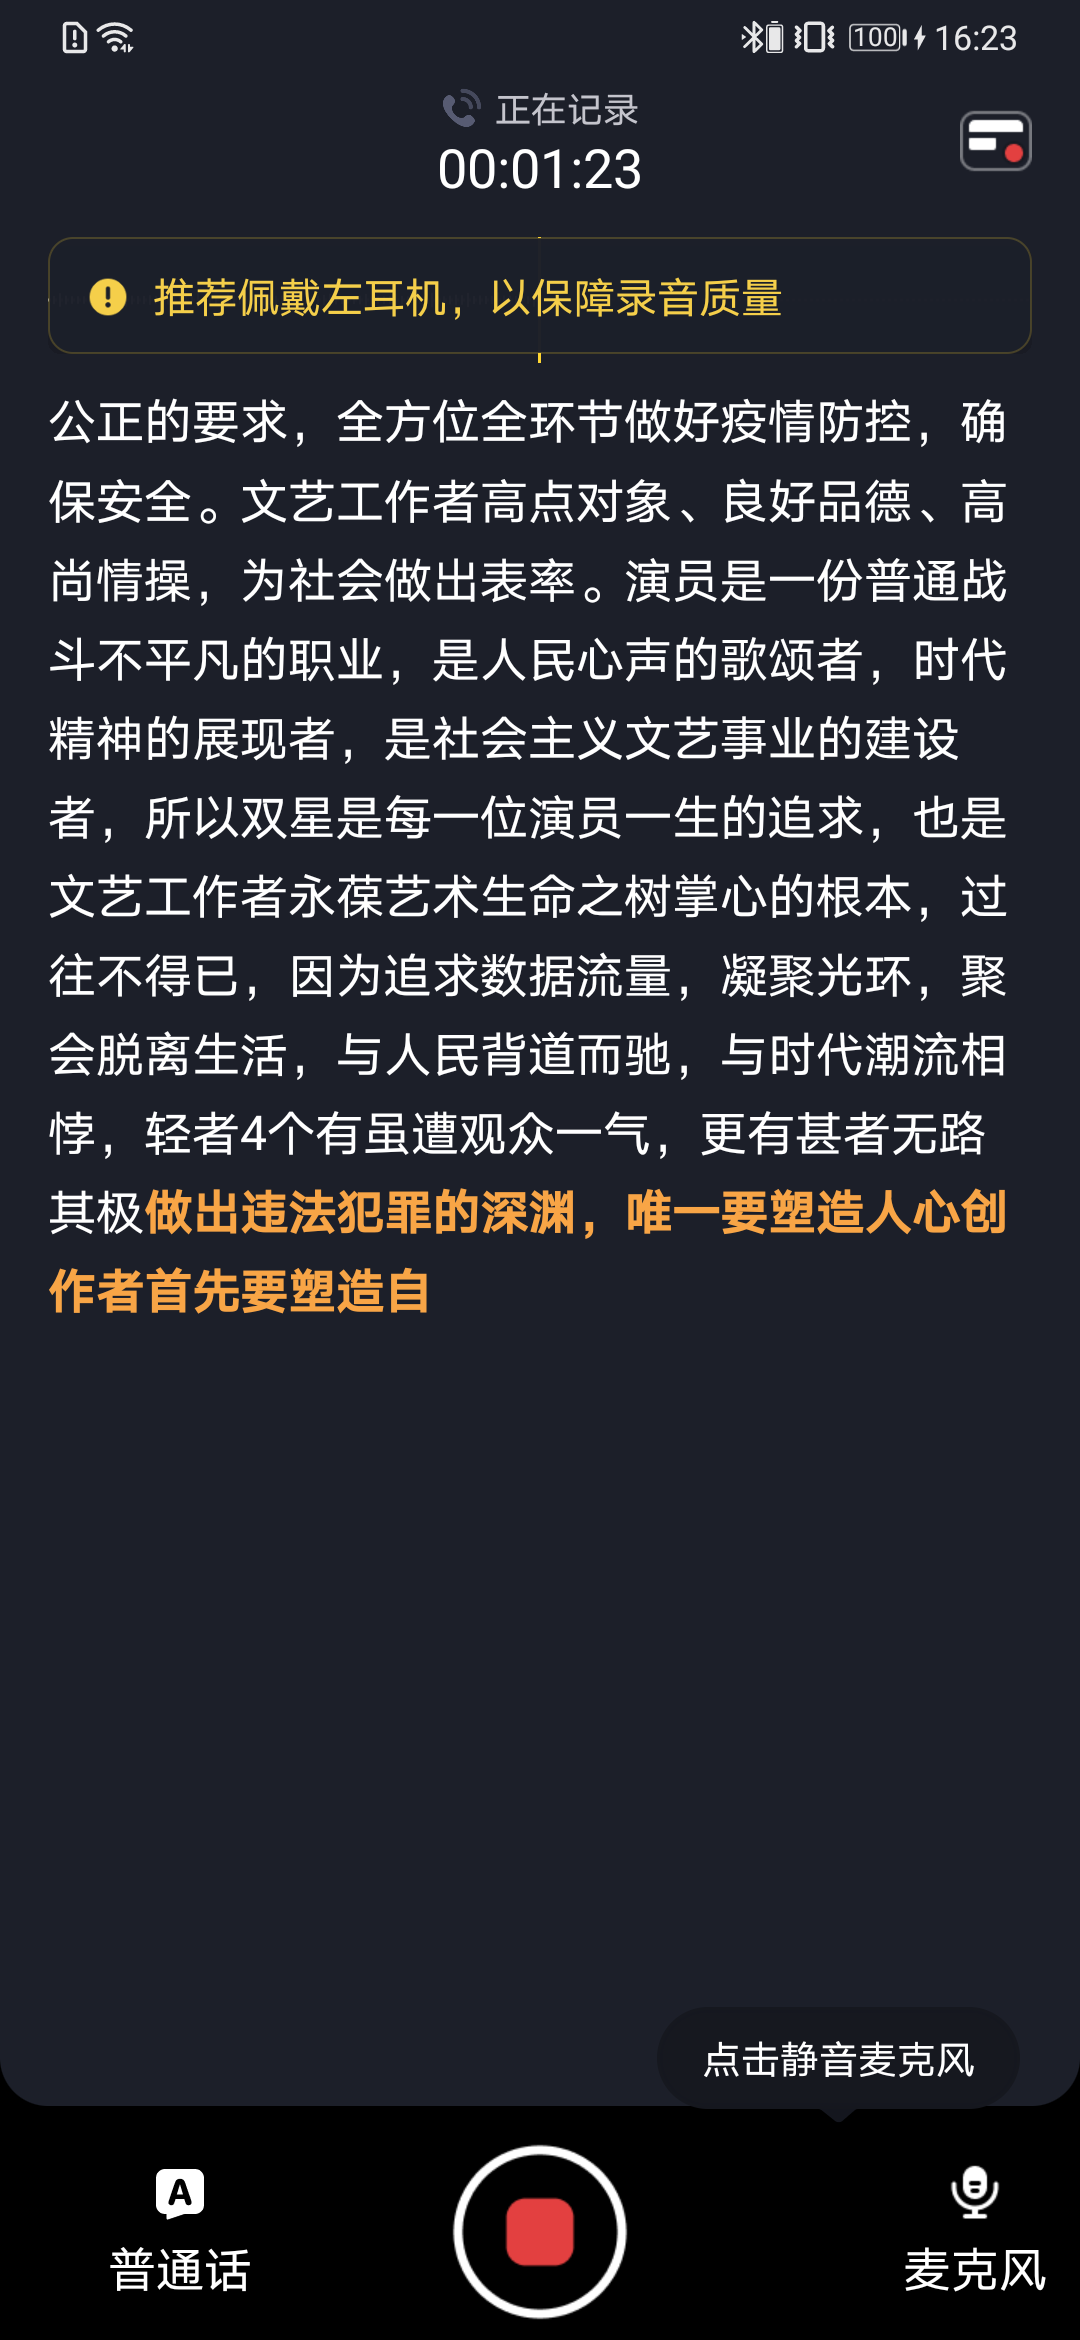 100 16:23
正在记录
00:01:23
推荐佩戴左耳机，以保障录音质量
公正的要求，全方位全环节做好疫情防控，确
保安全。文艺工作者高点对象、良好品德、高
尚情操，为社会做出表率。演员是一份普通战
斗不平凡的职业，是人民心声的歌颂者，时代
精神的展现者，是社会主义文艺事业的建设
者，所以双星是每一位演员一生的追求，也是
文艺工作者永葆艺术生命之树掌心的根本，过
往不得已，因为追求数据流量，凝聚光环，聚
会脱离生活，与人民背道而驰，与时代潮流相
悖，轻者4个有虽遭观众一气，更有甚者无路
其极做出违法犯罪的深渊，唯一要塑造人心创
作者首先要塑造自
点击静音麦克风
A
普通话
麦克风